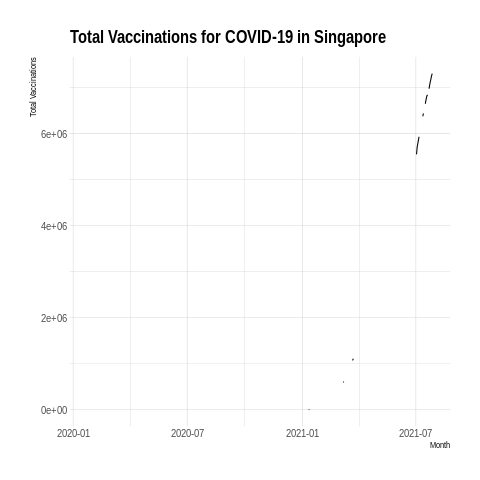 Total Vaccinations for COVID-19 in Singapore
Total Vaccinations
6e+06
4e+06
2e+06
0e+00
2020-01 2020-07 2021-01 2021-07
Month